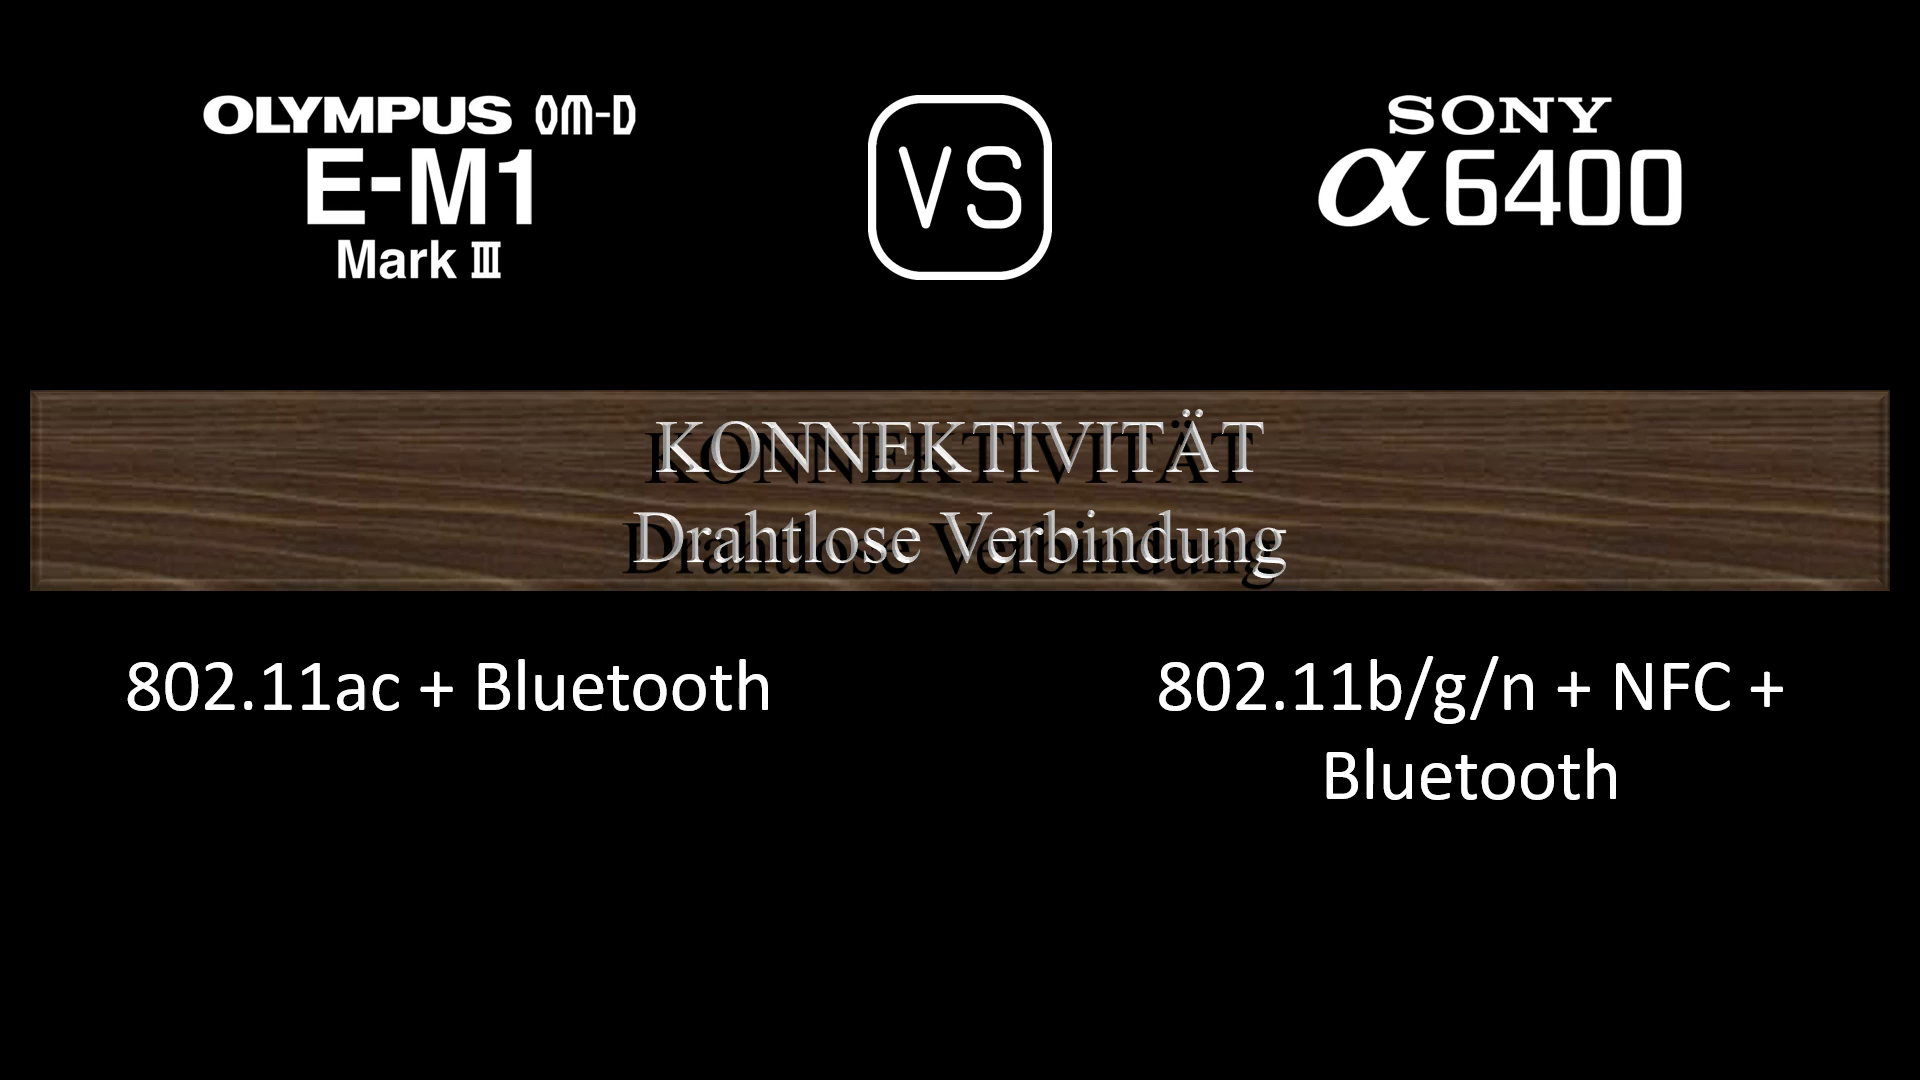 OLYMPUS OM-D
E-M1
Mark III
VS
SONY
α6400
KONNEKTIVITÄT
Drahtlose Verbindung
802.11ac + Bluetooth
802.11b/g/n + NFC +
Bluetooth